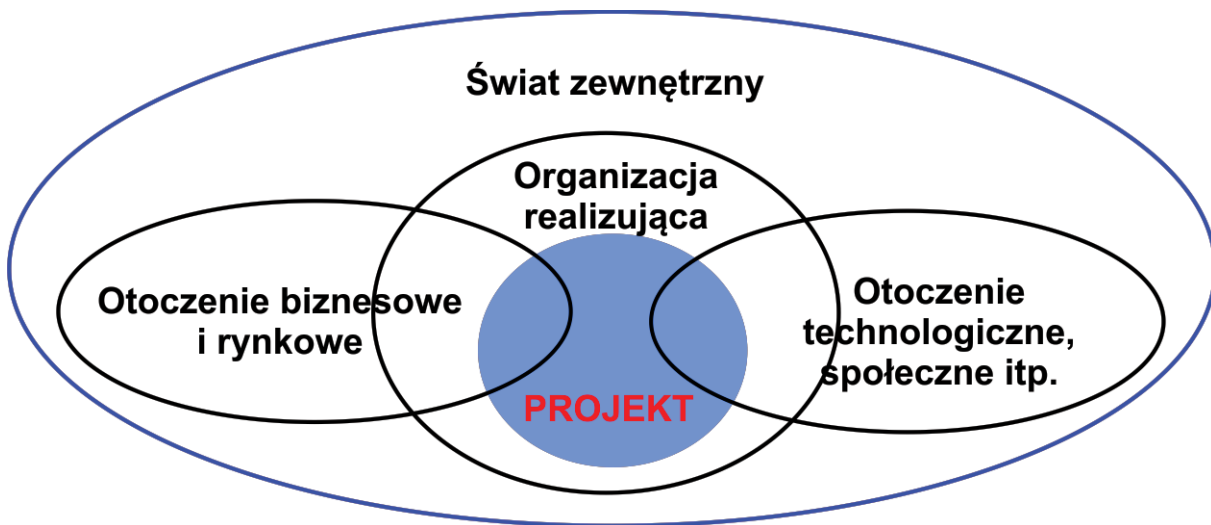 Świat zewnętrzny
Organizacja
realizująca
Otoczenie biznesowe
i rynkowe
Otoczenie
technologiczne,
społeczne itp.
PROJEKT